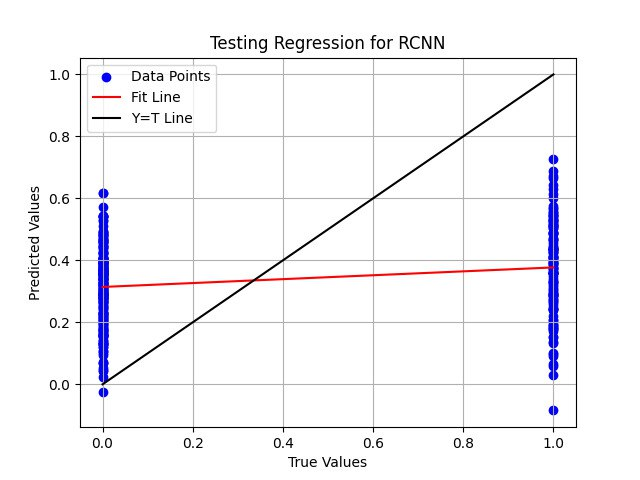 Testing Regression for RCNN
Data Points
Fit Line
Y=T Line
Predicted Values
1.0
0.8
0.6
0.4
0.2
0.0
0.0 0.2 0.4 0.6 0.8 1.0
True Values